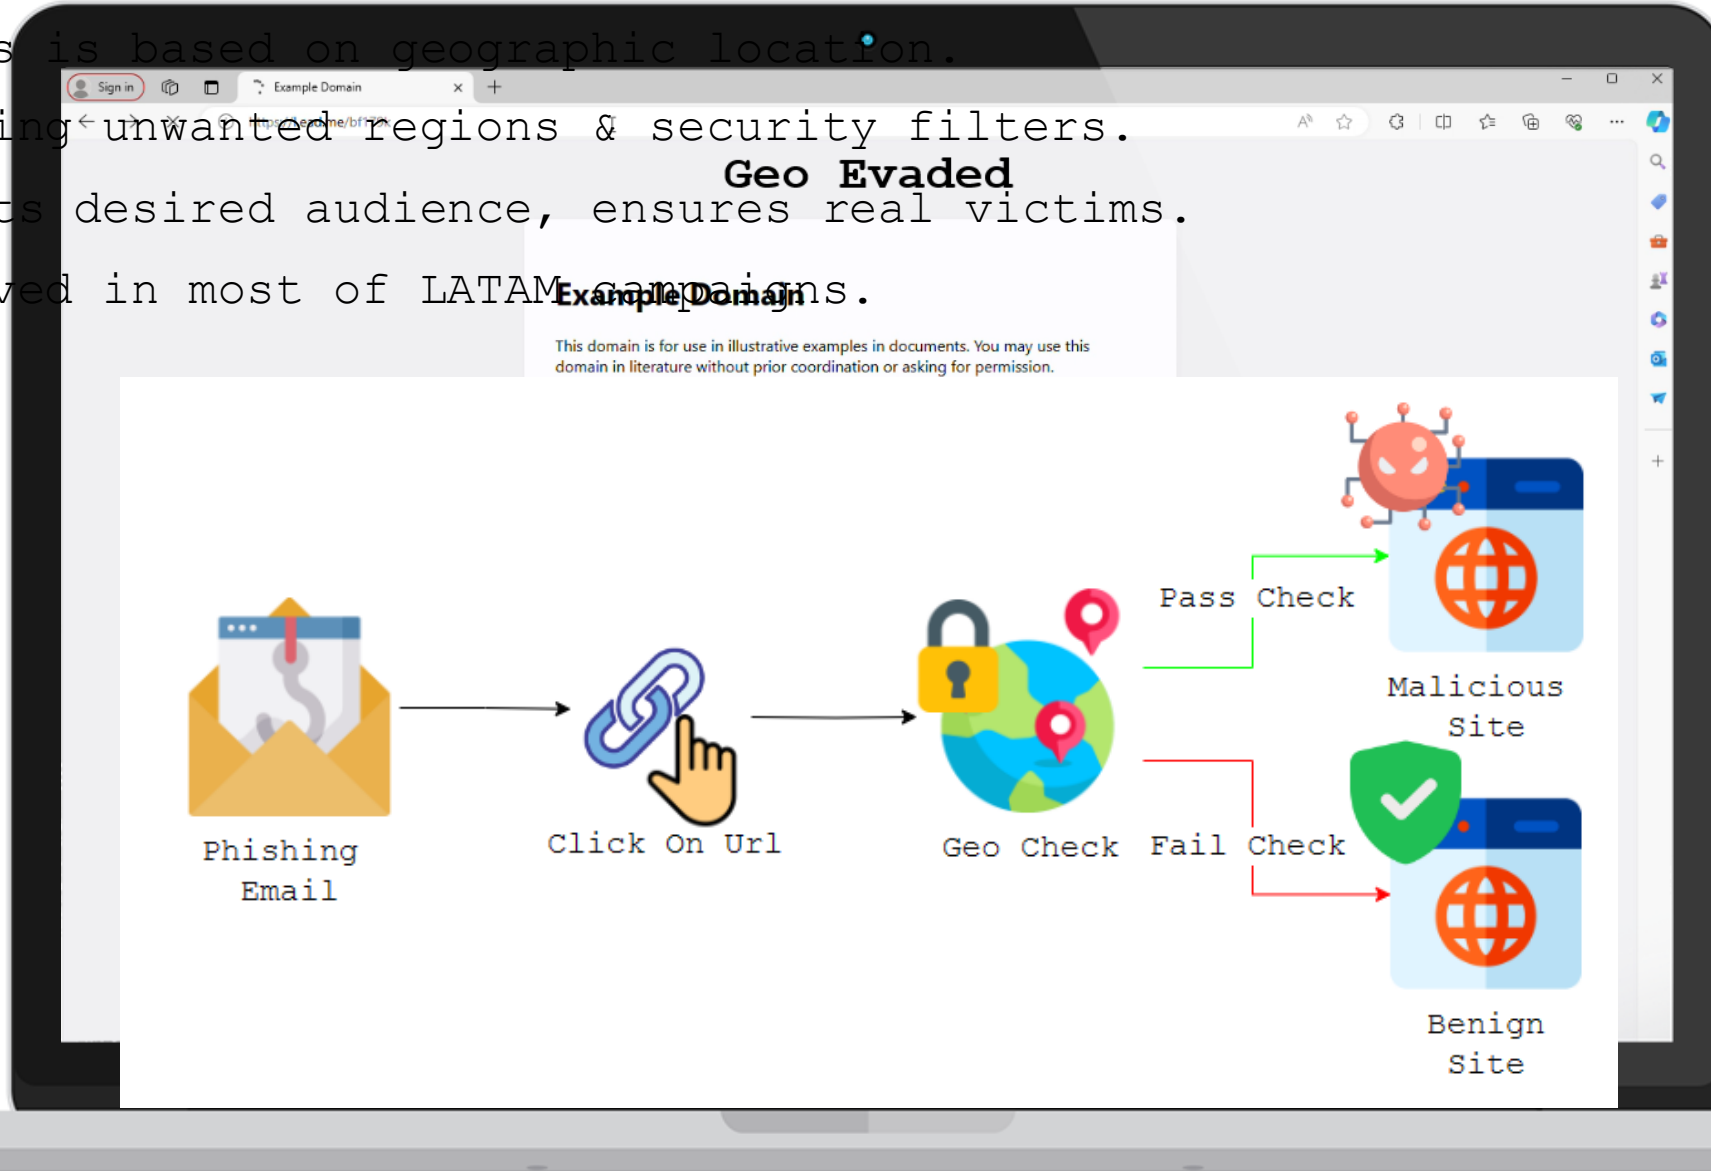 s is based on geographic location.
Sign in
Example Domain
ing unwanted regions & security filters.
Geo Evaded
ts desired audience, ensures real victims.
ved in most of LATAM campaigns.
Example Domain
This domain is for use in illustrative examples in documents. You may use this
domain in literature without prior coordination or asking for permission.
Pass Check
Malicious
Site
Click On Url
Geo Check
Fail Check
Phishing
Email
Benign
Site